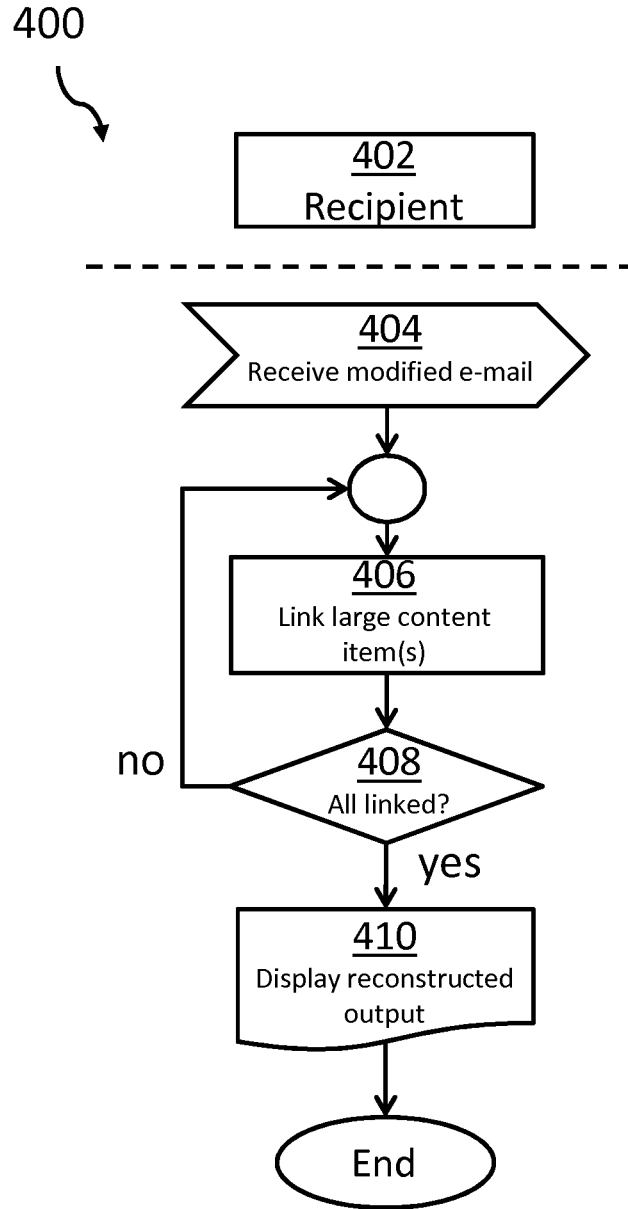 400
402
Recipient
404
Receive modified e-mail
406
Link large content
item(s)
408
All linked?
no
yes
410
Display reconstructed
output
End